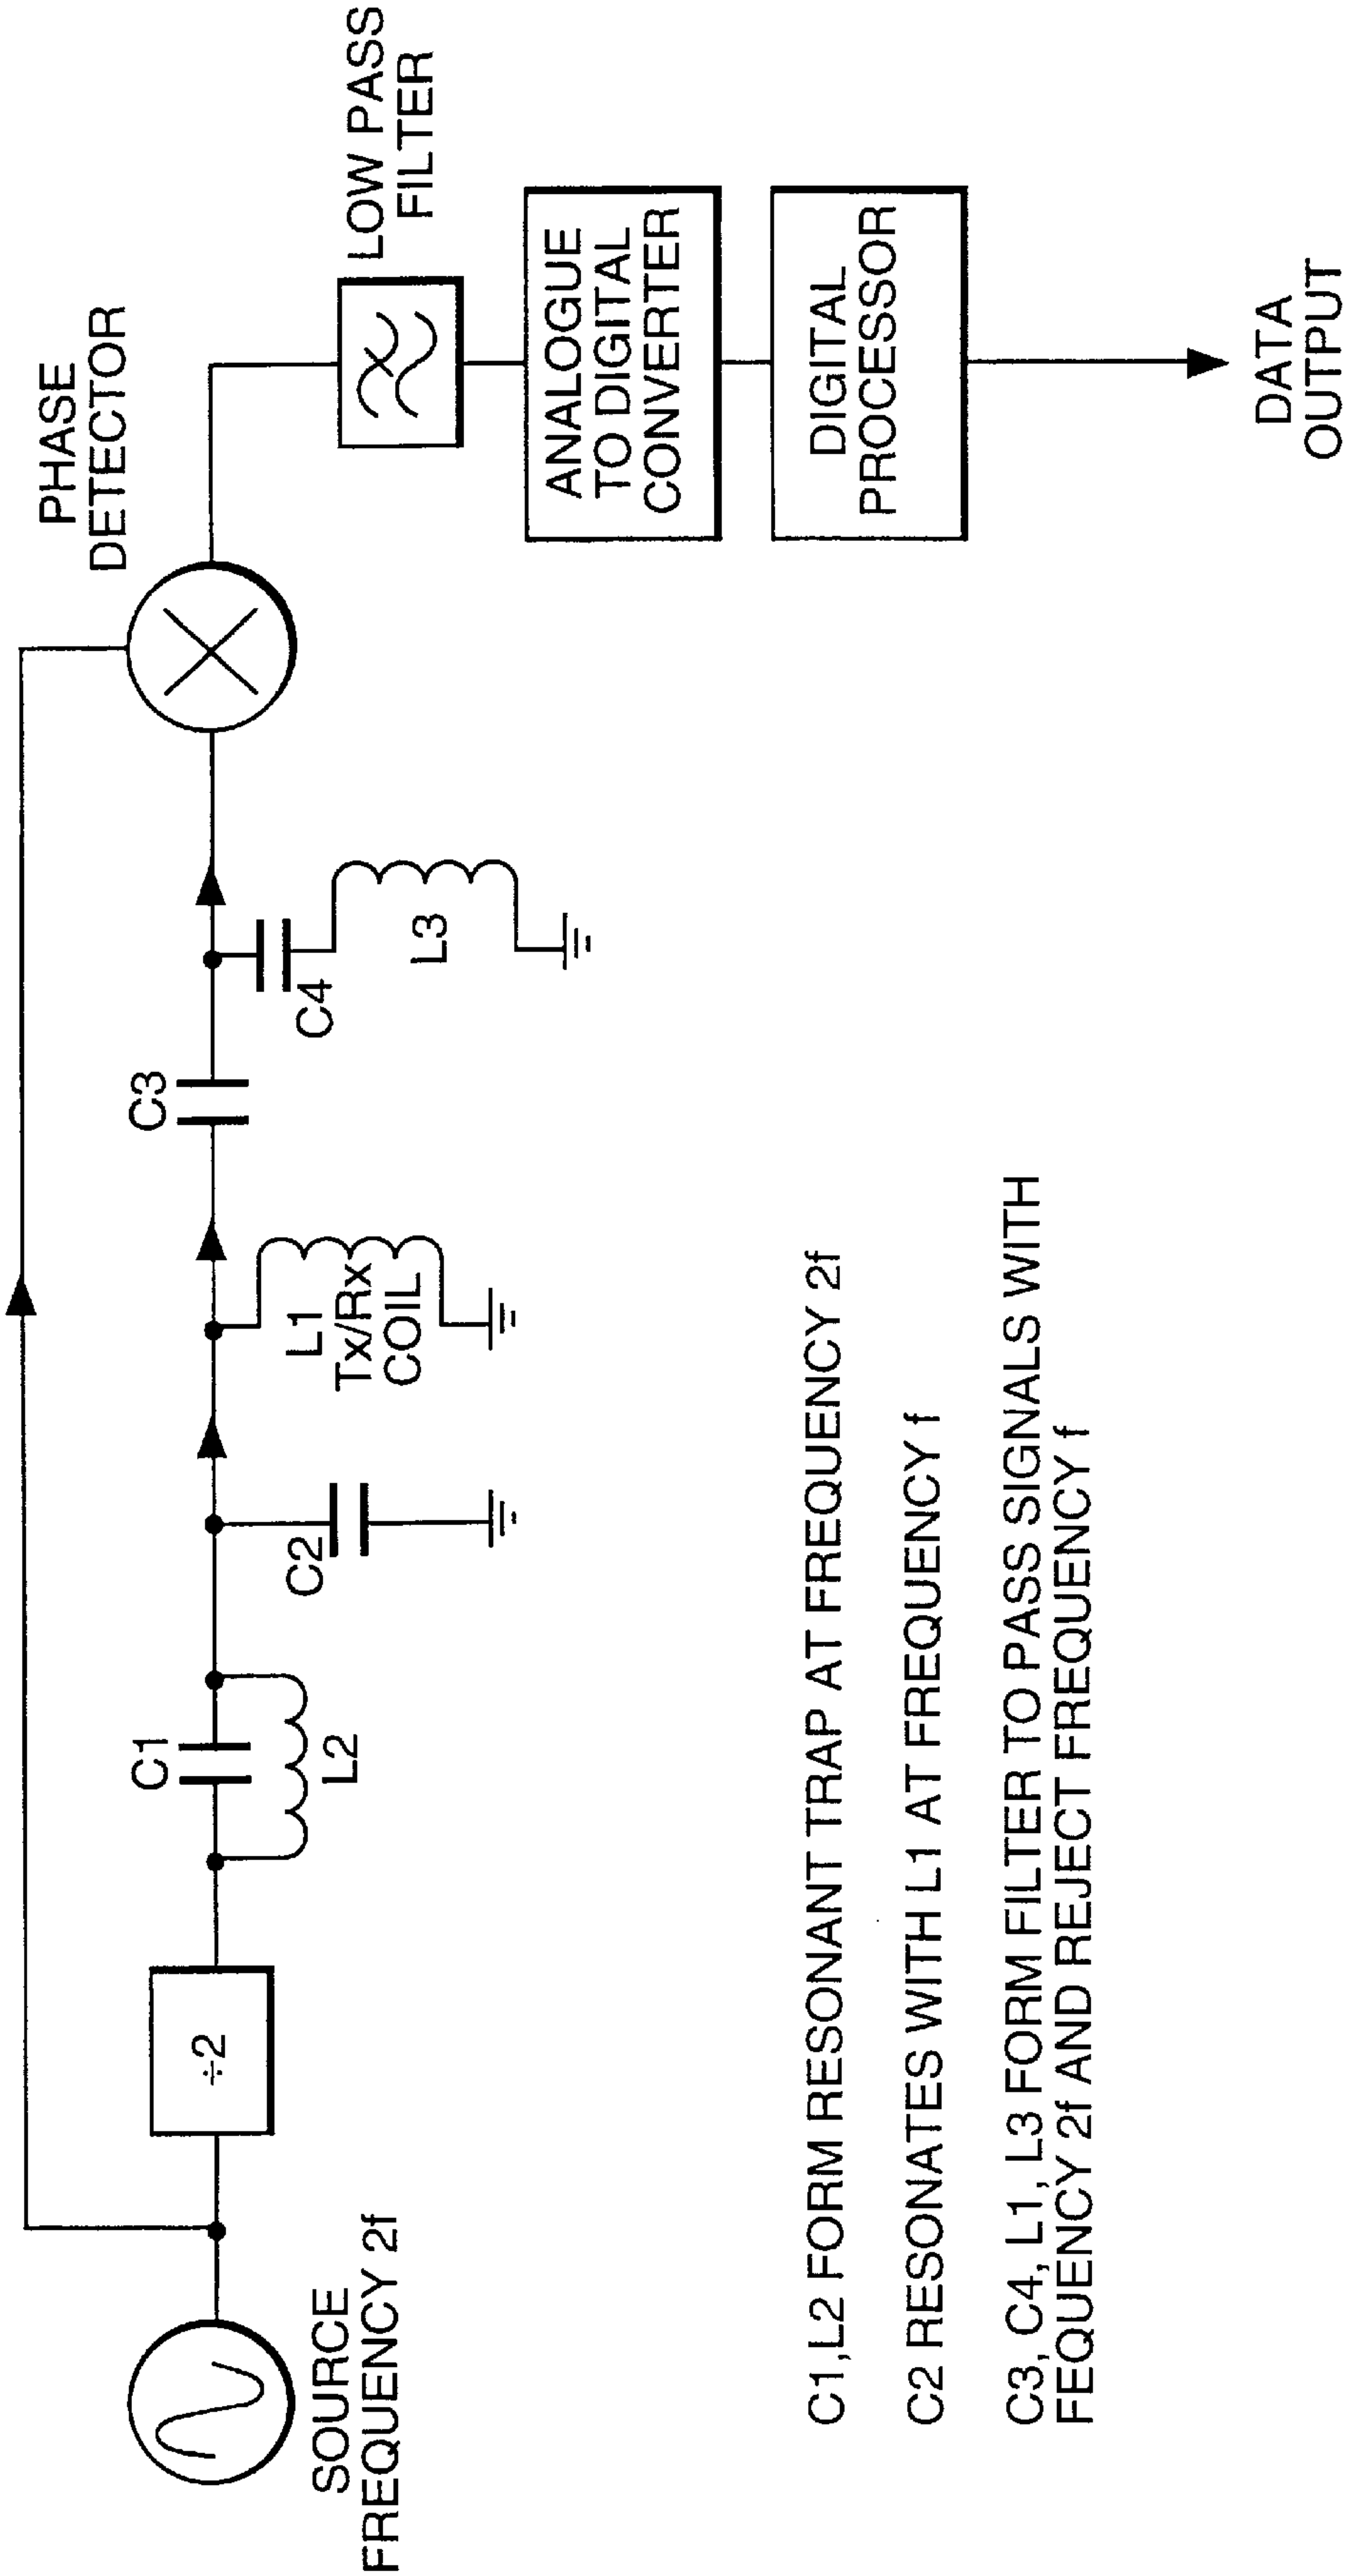 SOURCE
FREQUENCY 2f
÷2
C1
L2
C2
L1
Tx/Rx
COIL
C3
C4
L3
PHASE
DETECTOR
LOW PASS
FILTER
ANALOGUE
TO DIGITAL
CONVERTER
DIGITAL
PROCESSOR
DATA
OUTPUT
C1,L2 FORM RESONANT TRAP AT FREQUENCY 2f
C2 RESONATES WITH L1 AT FREQUENCY f
C3, C4, L1, L3 FORM FILTER TO PASS SIGNALS WITH
FEQUENCY 2f AND REJECT FREQUENCY f